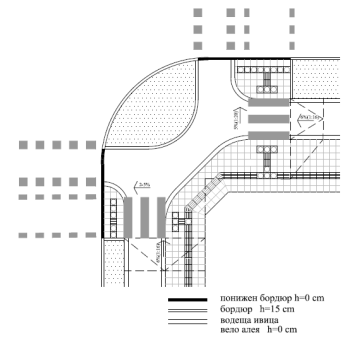 понижен бордюр h=0 cm
бордюр h=15 cm
водеща ивица
вело алея h=0 cm